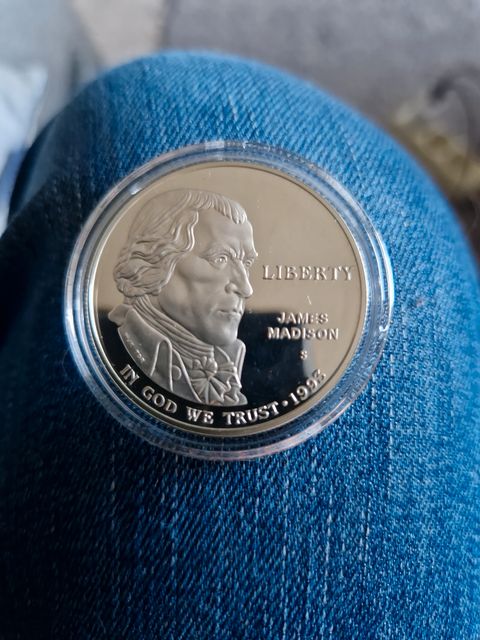 LIBERTY
JAMES
MADISON
S
IN GOD WE TRUST · 1993